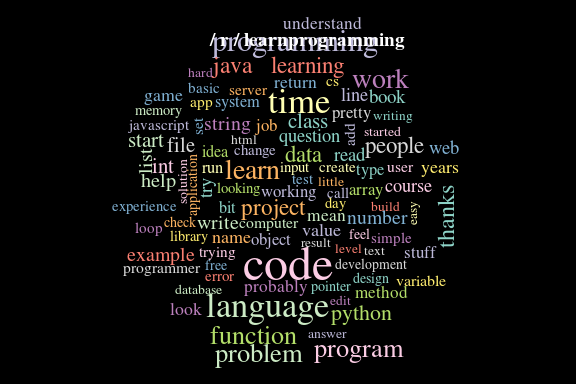 understand
/ r / learnprogramming
programming
hard java learning
basic server return cs work
game app system time line book
memory pretty writing
javascript set string job class add started
start file html question people
list idea change data read web
int solution run learn input create type user years
help application try looking test little
working call array course
experience bit project day build easy thanks
loop check write computer mean number
library name object value feel simple
result
example trying level text stuff
programmer free code development
error design variable
database probably pointer method
look language edit python
function answer
problem program